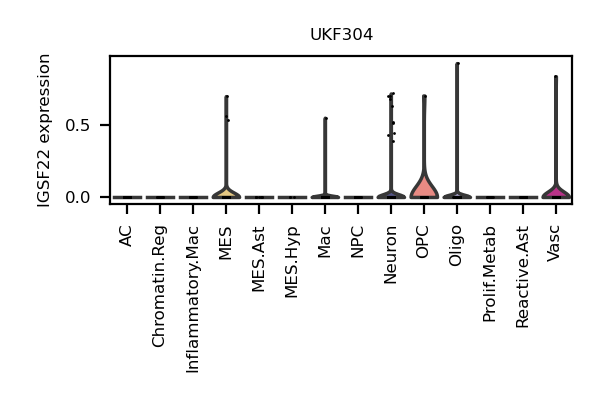 UKF304
IGSF22 expression
0.5
0.0
AC
Chromatin.Reg
Inflammatory.Mac
MES
MES.Ast
MES.Hyp
Mac
NPC
Neuron
OPC
Oligo
Prolif.Metab
Reactive.Ast
Vasc